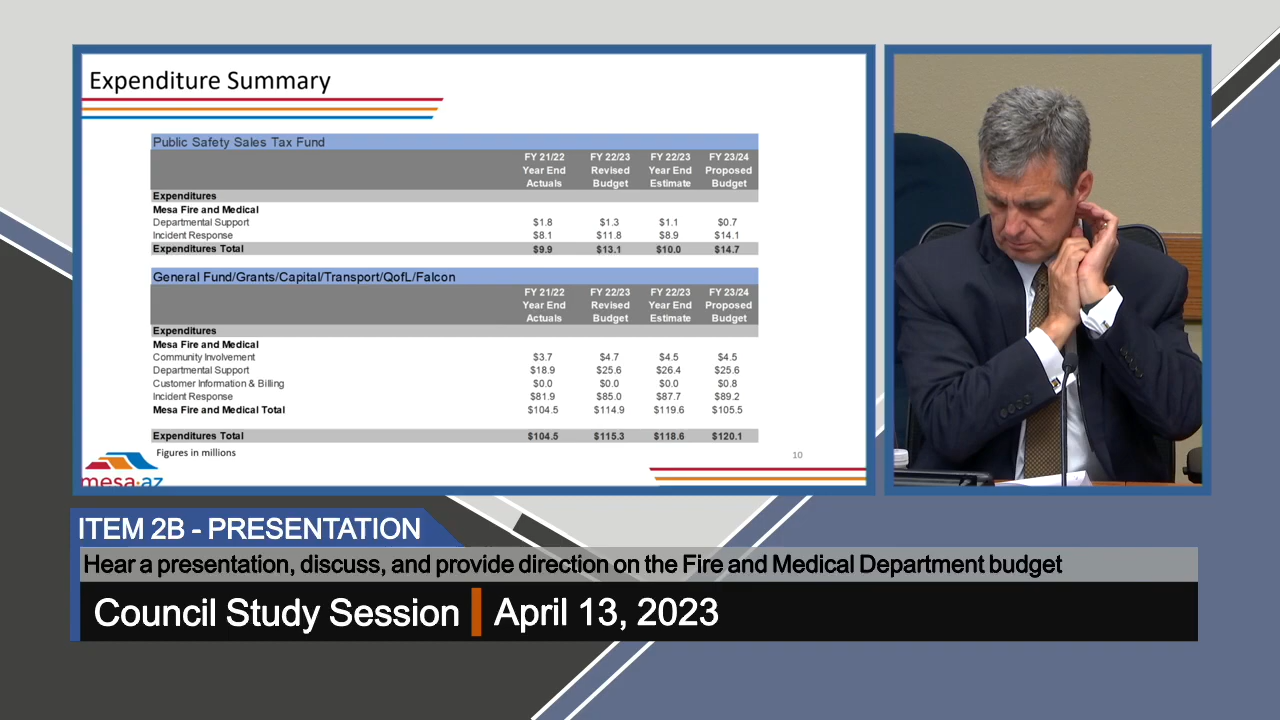 Expenditure Summary
Public Safety Sales Tax Fund
FY 21/22 Year End Actuals FY 22/23 Revised Budget FY 22/23 Year End Estimate FY 23/24 Proposed Budget
Expenditures
Mesa Fire and Medical
Departmental Support $1.8 $1.3 $1.1 $0.7
Incident Response $8.1 $11.8 $8.9 $14.1
Expenditures Total $9.9 $13.1 $10.0 $14.7
General Fund/Grants/Capital/Transport/QofL/Falcon
FY 21/22 Year End Actuals FY 22/23 Revised Budget FY 22/23 Year End Estimate FY 23/24 Proposed Budget
Expenditures
Mesa Fire and Medical
Community Involvement $3.7 $4.7 $4.5 $4.5
Departmental Support $18.9 $25.6 $26.4 $25.6
Customer Information & Billing $0.0 $0.0 $0.0 $0.8
Incident Response $81.9 $85.0 $87.7 $89.2
Mesa Fire and Medical Total $104.5 $114.9 $119.6 $105.5
Expenditures Total $104.5 $115.3 $118.6 $120.1
Figures in millions
10
mesa·az
ITEM 2B - PRESENTATION
Hear a presentation, discuss, and provide direction on the Fire and Medical Department budget
Council Study Session April 13, 2023